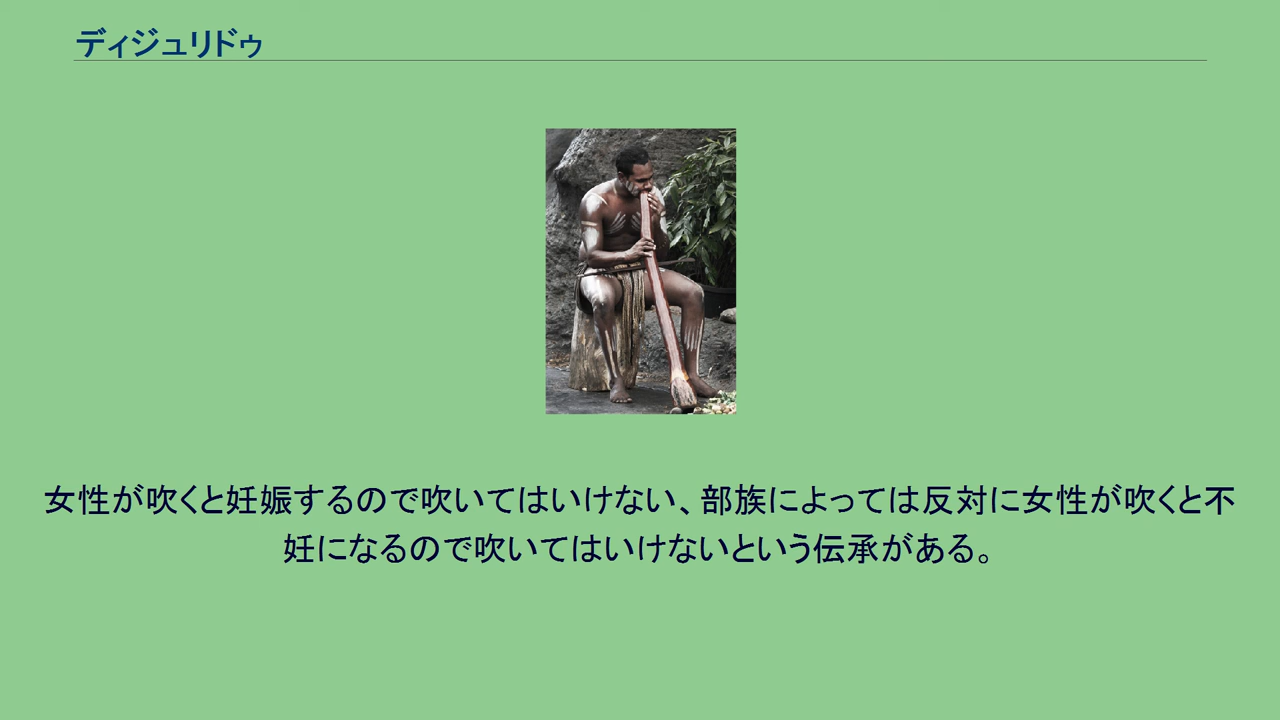 ディジュリドゥ
女性が吹くと妊娠するので吹いてはいけない、部族によっては反対に女性が吹くと不
妊になるので吹いてはいけないという伝承がある。